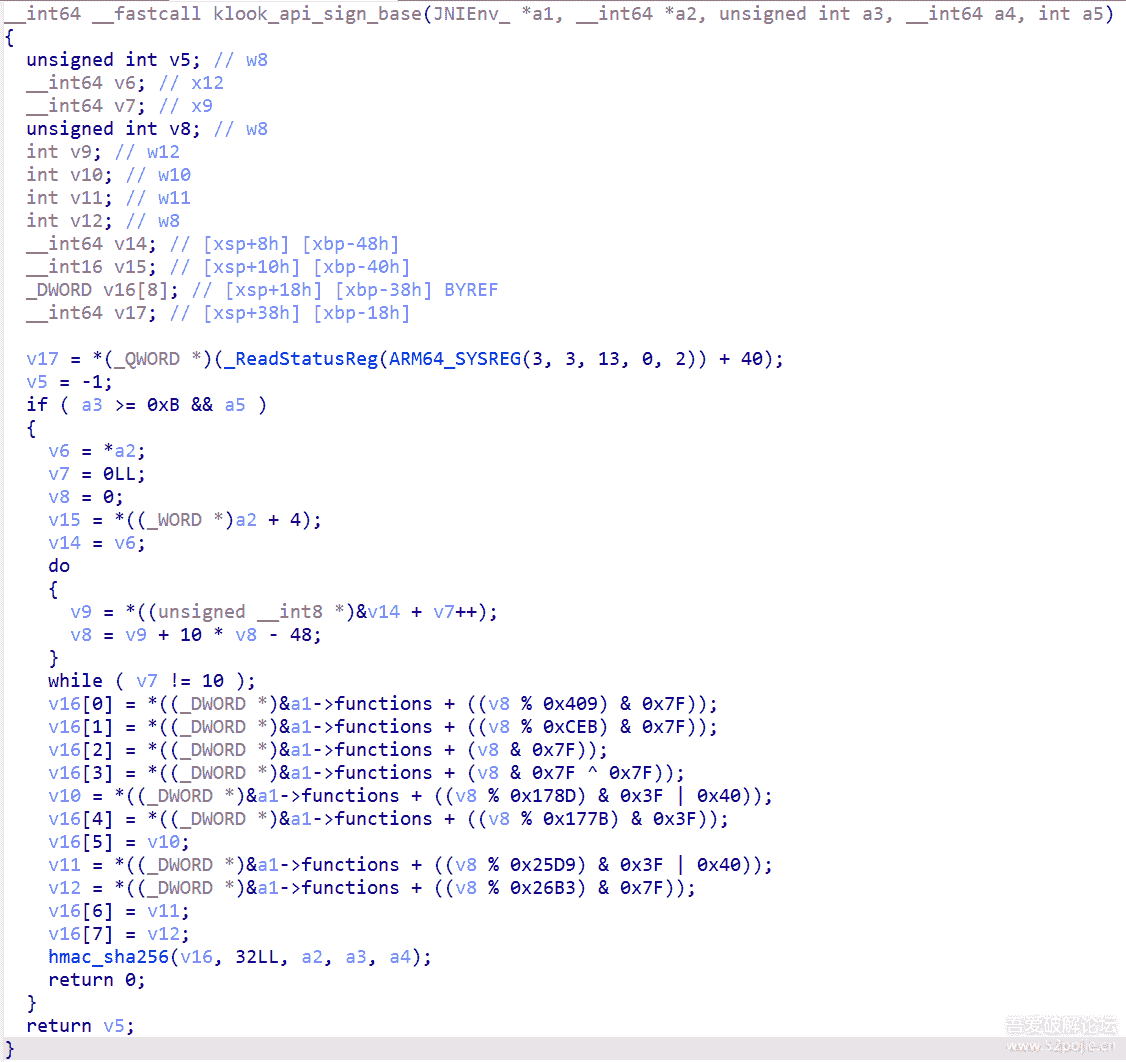 __int64 __fastcall klook_api_sign_base(JNIEnv_ *a1, __int64 *a2, unsigned int a3, __int64 a4, int a5)
{
  unsigned int v5; // w8
  __int64 v6; // x12
  __int64 v7; // x9
  unsigned int v8; // w8
  int v9; // w12
  int v10; // w10
  int v11; // w11
  int v12; // w8
  __int64 v14; // [xsp+8h] [xbp-48h]
  __int16 v15; // [xsp+10h] [xbp-40h]
  _DWORD v16[8]; // [xsp+18h] [xbp-38h] BYREF
  __int64 v17; // [xsp+38h] [xbp-18h]

  v17 = *(_QWORD *)(_ReadStatusReg(ARM64_SYSREG(3, 3, 13, 0, 2)) + 40);
  v5 = -1;
  if ( a3 >= 0xB && a5 )
  {
    v6 = *a2;
    v7 = 0LL;
    v8 = 0;
    v15 = *((_WORD *)a2 + 4);
    v14 = v6;
    do
    {
      v9 = *((unsigned __int8 *)&v14 + v7++);
      v8 = v9 + 10 * v8 - 48;
    }
    while ( v7 != 10 );
    v16[0] = *((_DWORD *)&a1->functions + ((v8 % 0x409) & 0x7F));
    v16[1] = *((_DWORD *)&a1->functions + ((v8 % 0xCEB) & 0x7F));
    v16[2] = *((_DWORD *)&a1->functions + (v8 & 0x7F));
    v16[3] = *((_DWORD *)&a1->functions + (v8 & 0x7F ^ 0x7F));
    v10 = *((_DWORD *)&a1->functions + ((v8 % 0x178D) & 0x3F | 0x40));
    v16[4] = *((_DWORD *)&a1->functions + ((v8 % 0x177B) & 0x3F));
    v16[5] = v10;
    v11 = *((_DWORD *)&a1->functions + ((v8 % 0x25D9) & 0x3F | 0x40));
    v12 = *((_DWORD *)&a1->functions + ((v8 % 0x26B3) & 0x7F));
    v16[6] = v11;
    v16[7] = v12;
    hmac_sha256(v16, 32LL, a2, a3, a4);
    return 0;
  }
  return v5;
}
吾爱破解论坛
www.52pojie.cn